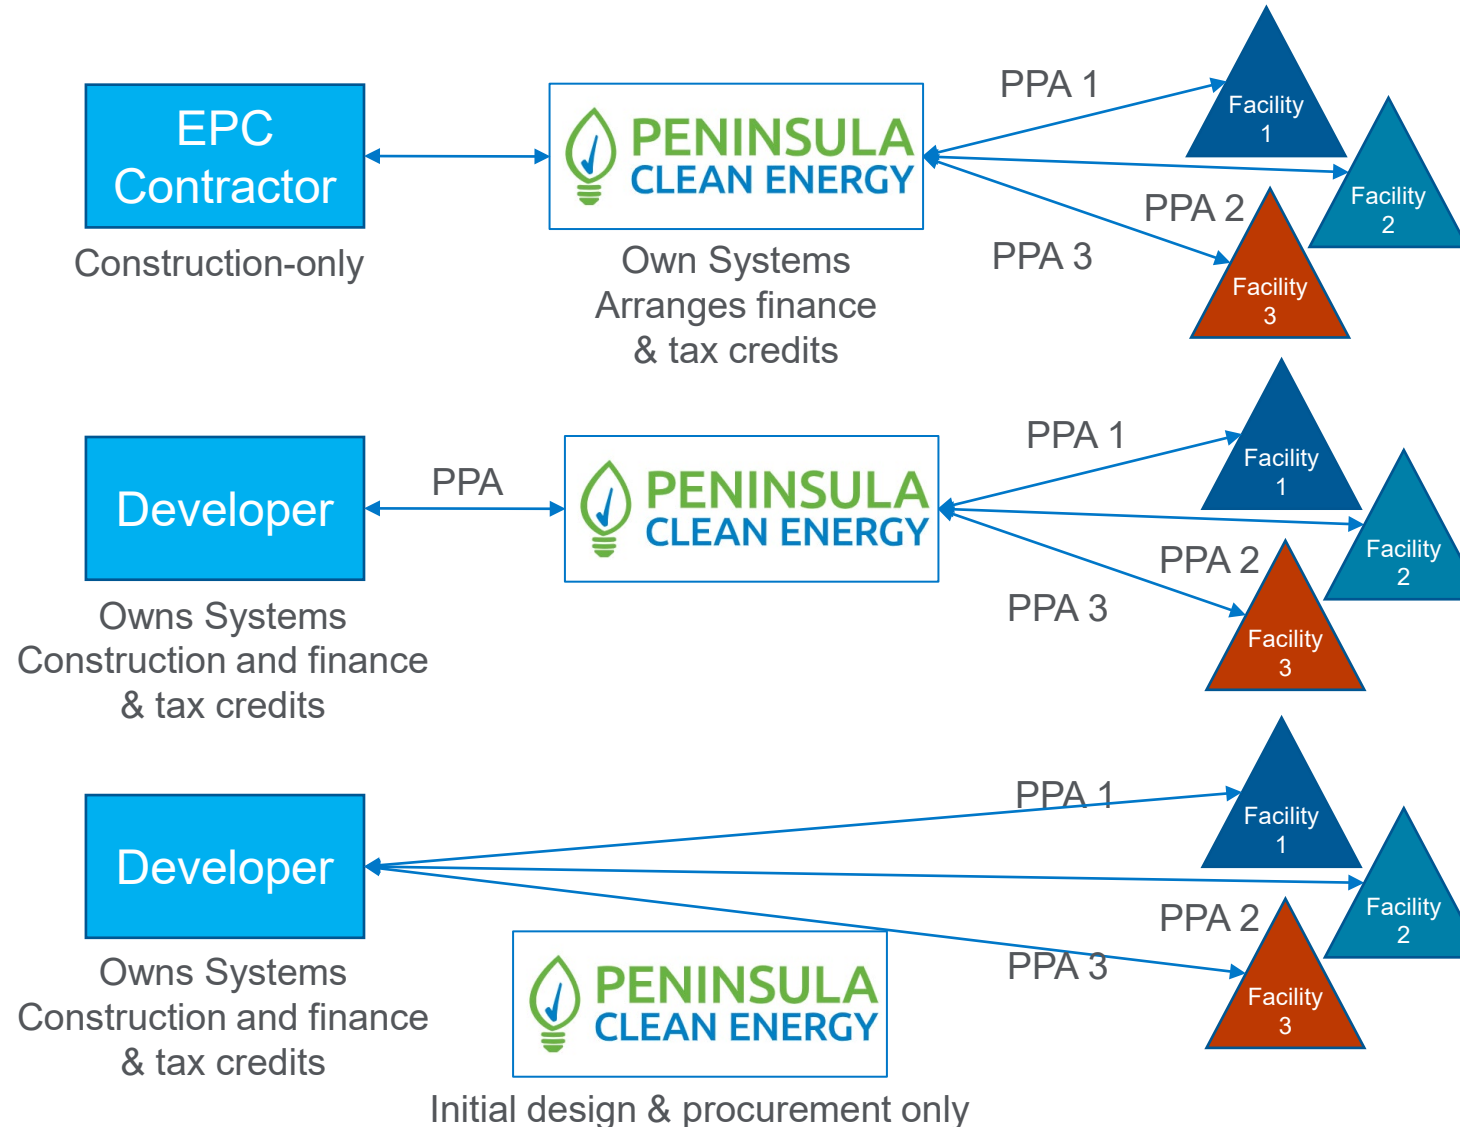 EPC
Contractor
Construction-only
PENINSULA
CLEAN ENERGY
Own Systems
Arranges finance
& tax credits
PPA 1
PPA 2
PPA 3
Facility
1
Facility
2
Facility
3
Developer
Owns Systems
Construction and finance
& tax credits
PPA
PENINSULA
CLEAN ENERGY
PPA 1
PPA 2
PPA 3
Facility
1
Facility
2
Facility
3
Developer
Owns Systems
Construction and finance
& tax credits
PENINSULA
CLEAN ENERGY
Initial design & procurement only
PPA 1
PPA 2
PPA 3
Facility
1
Facility
2
Facility
3